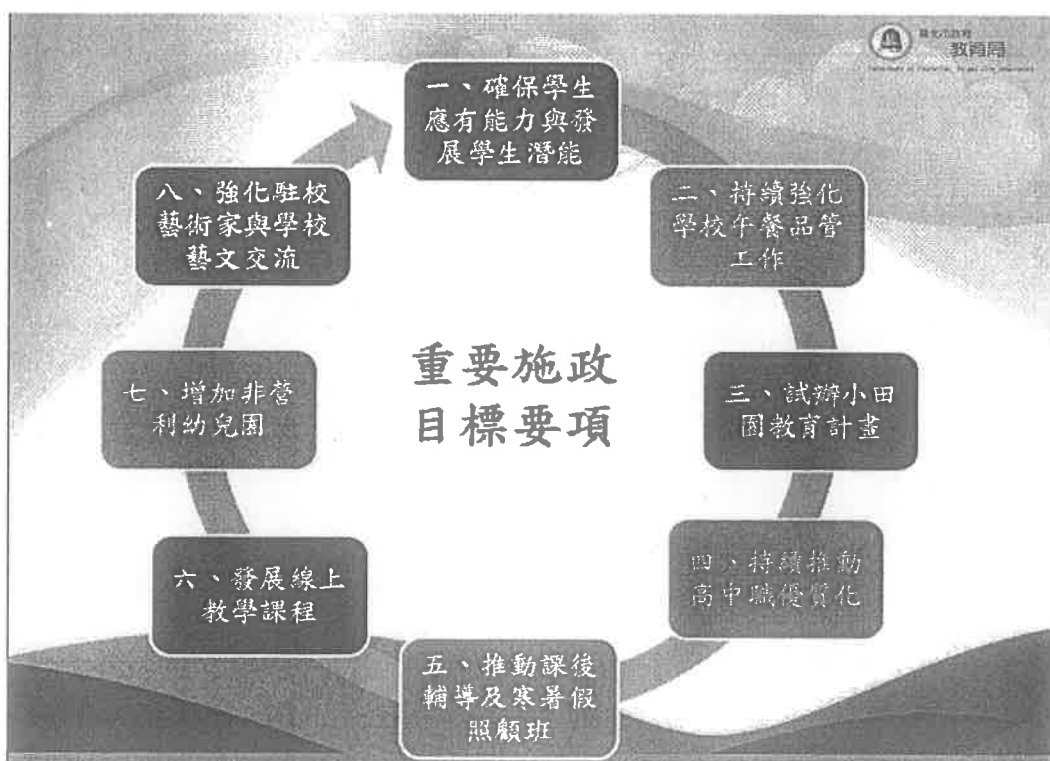 臺北市政府
教育局
一、確保學生
應有能力與發
展學生潛能
二、持續強化
學校午餐品管
工作
三、試辦小田
園教育計畫
四、持續推動
高中職優質化
五、推動課後
輔導及寒暑假
照顧班
六、發展線上
教學課程
七、增加非營
利幼兒園
八、強化駐校
藝術家與學校
藝文交流
重要施政
目標要項